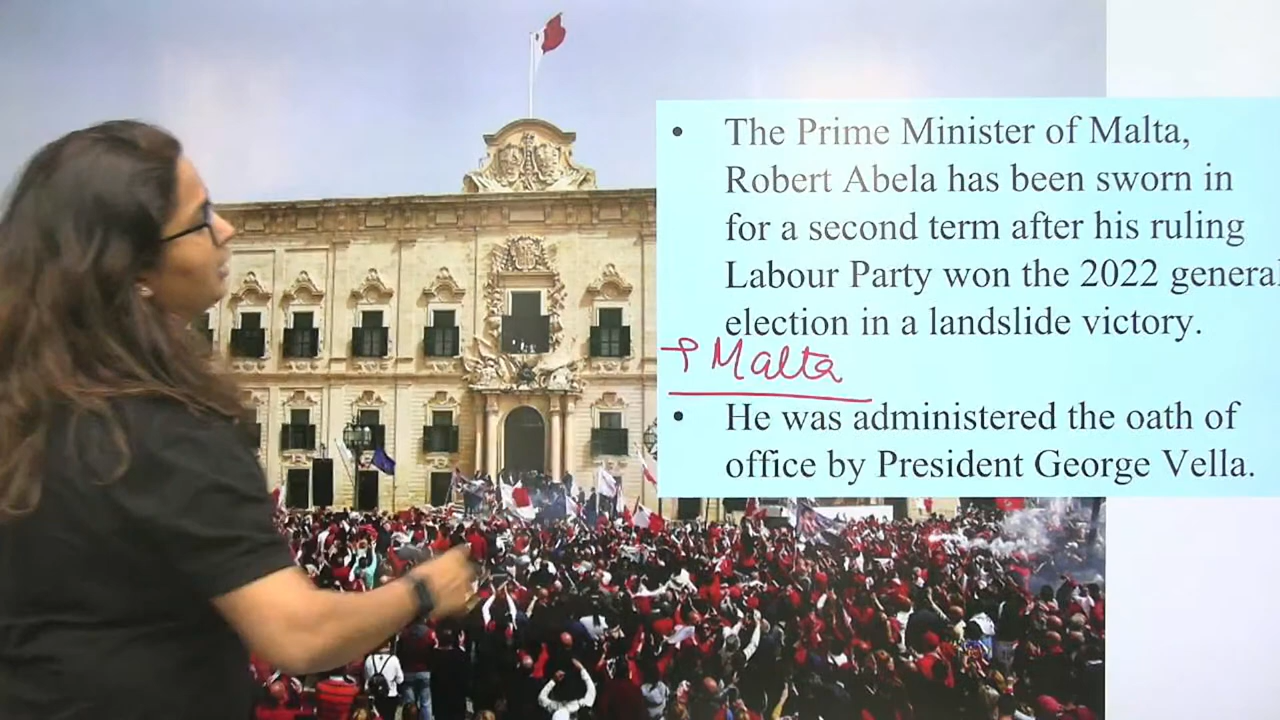 • The Prime Minister of Malta,
Robert Abela has been sworn in
for a second term after his ruling
Labour Party won the 2022 general
election in a landslide victory.
Malta
• He was administered the oath of
office by President George Vella.